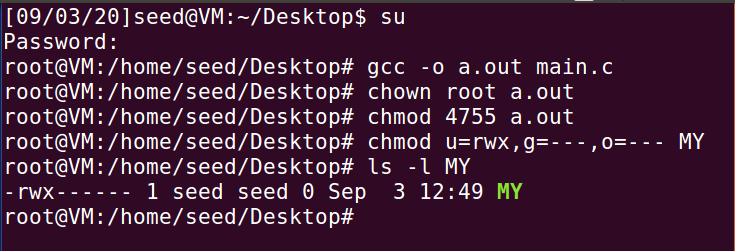 [09/03/20]seed@VM:~/Desktop$ su
Password:
root@VM:/home/seed/Desktop# gcc -o a.out main.c
root@VM:/home/seed/Desktop# chown root a.out
root@VM:/home/seed/Desktop# chmod 4755 a.out
root@VM:/home/seed/Desktop# chmod u=rwx,g=---,o=--- MY
root@VM:/home/seed/Desktop# ls -l MY
-rwx------ 1 seed seed 0 Sep  3 12:49 MY
root@VM:/home/seed/Desktop#